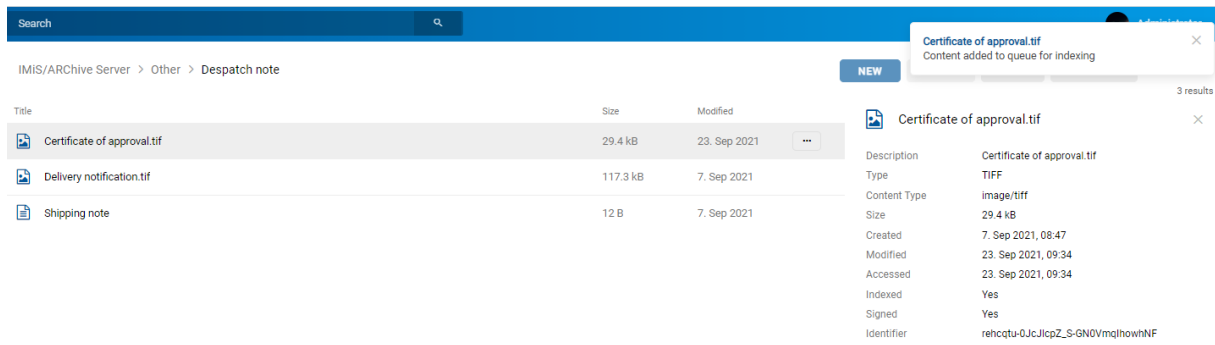 Search
Certificate of approval.tif
Content added to queue for indexing
IMiS/ARChive Server > Other > Despatch note
NEW
3 results
Title Size Modified
Certificate of approval.tif 29.4 kB 23. Sep 2021
Delivery notification.tif 117.3 kB 7. Sep 2021
Shipping note 12 B 7. Sep 2021
Certificate of approval.tif
Description Certificate of approval.tif
Type TIFF
Content Type image/tiff
Size 29.4 kB
Created 7. Sep 2021, 08:47
Modified 23. Sep 2021, 09:34
Accessed 23. Sep 2021, 09:34
Indexed Yes
Signed Yes
Identifier